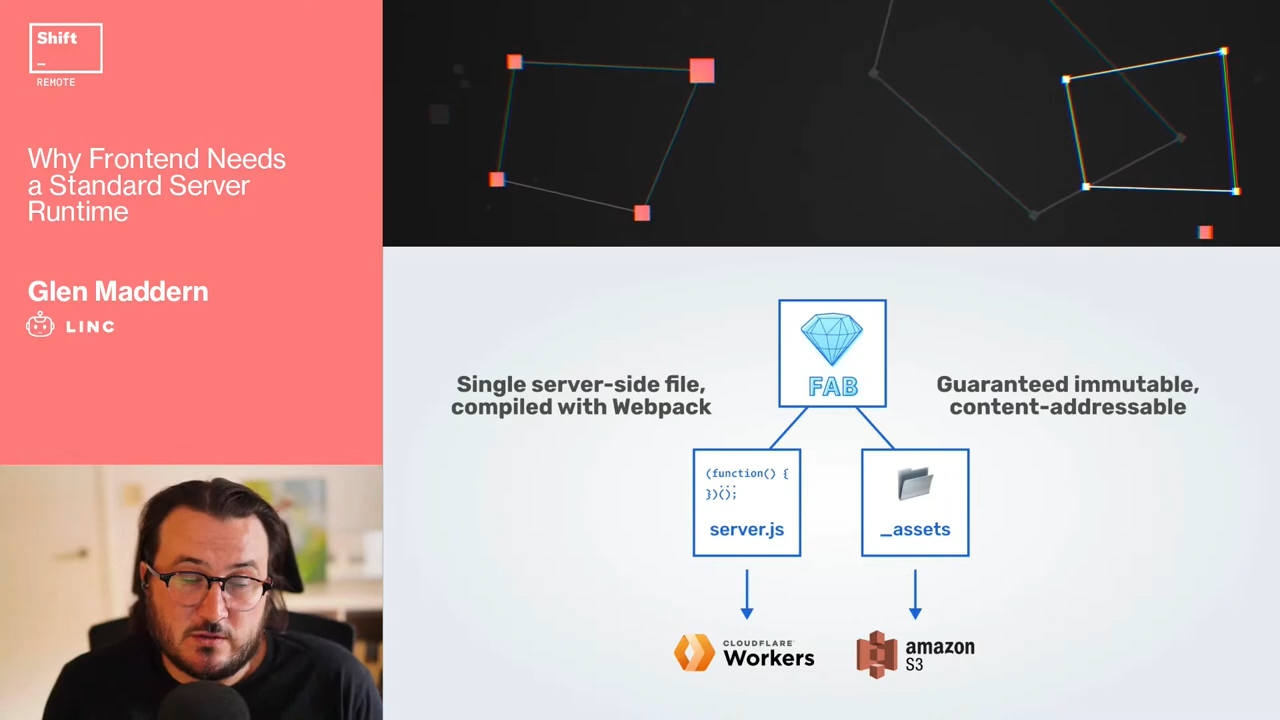 Shift
_
REMOTE
Why Frontend Needs
a Standard Server
Runtime
Glen Maddern
LINC
FAB
Single server-side file,
compiled with Webpack
Guaranteed immutable,
content-addressable
(function() {
...
})();
server.js
_assets
CLOUDFLARE
Workers
amazon
S3